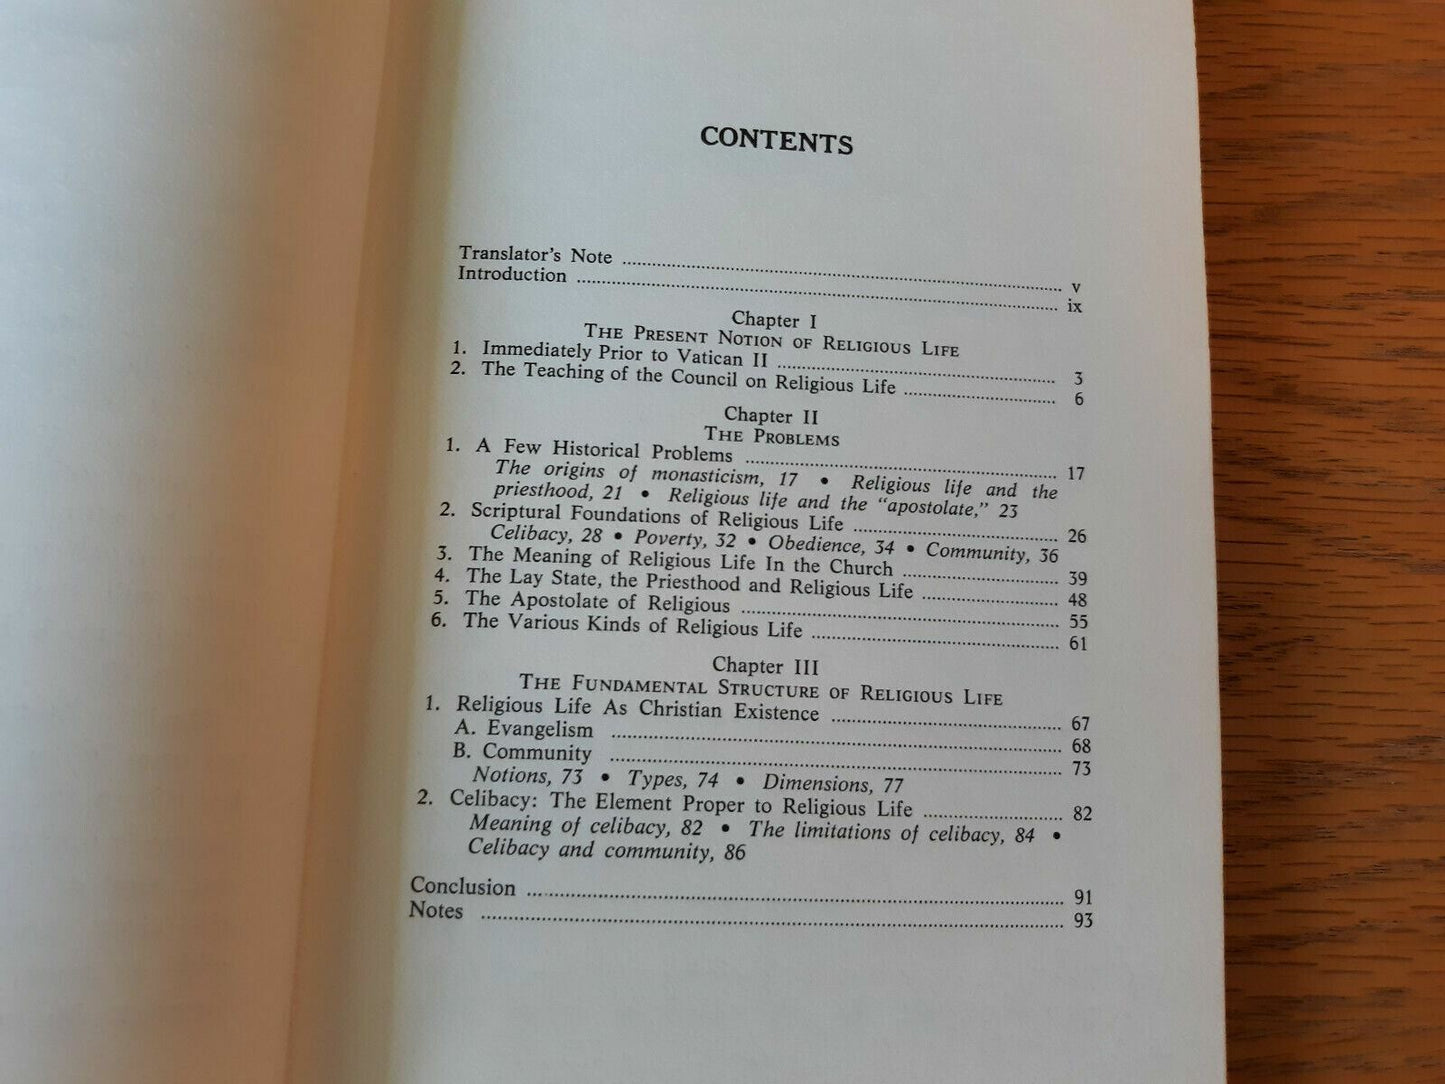 CONTENTS
Translator's Note ........ v
Introduction ........ ix
Chapter I
THE PRESENT NOTION OF RELIGIOUS LIFE
1. Immediately Prior to Vatican II ........ 3
2. The Teaching of the Council on Religious Life ........ 6
Chapter II
THE PROBLEMS
1. A Few Historical Problems ........ 17
The origins of monasticism, 17 • Religious life and the
priesthood, 21 • Religious life and the "apostolate," 23
2. Scriptural Foundations of Religious Life ........ 26
Celibacy, 28 • Poverty, 32 • Obedience, 34 • Community, 36
3. The Meaning of Religious Life In the Church ........ 39
4. The Lay State, the Priesthood and Religious Life ........ 48
5. The Apostolate of Religious ........ 55
6. The Various Kinds of Religious Life ........ 61
Chapter III
THE FUNDAMENTAL STRUCTURE OF RELIGIOUS LIFE
1. Religious Life As Christian Existence ........ 67
A. Evangelism ........ 68
B. Community ........ 73
Notions, 73 • Types, 74 • Dimensions, 77
2. Celibacy: The Element Proper to Religious Life ........ 82
Meaning of celibacy, 82 • The limitations of celibacy, 84 •
Celibacy and community, 86
Conclusion ........ 91
Notes ........ 93